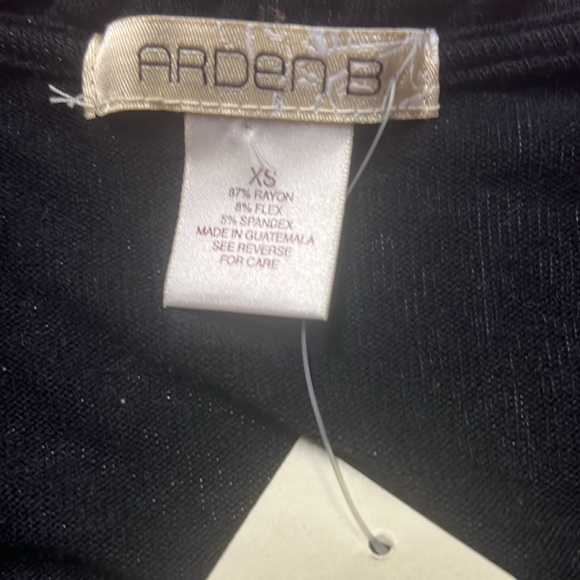 ARDEN B
XS
87% RAYON
8% FLEX
5% SPANDEX
MADE IN GUATEMALA
SEE REVERSE
FOR CARE